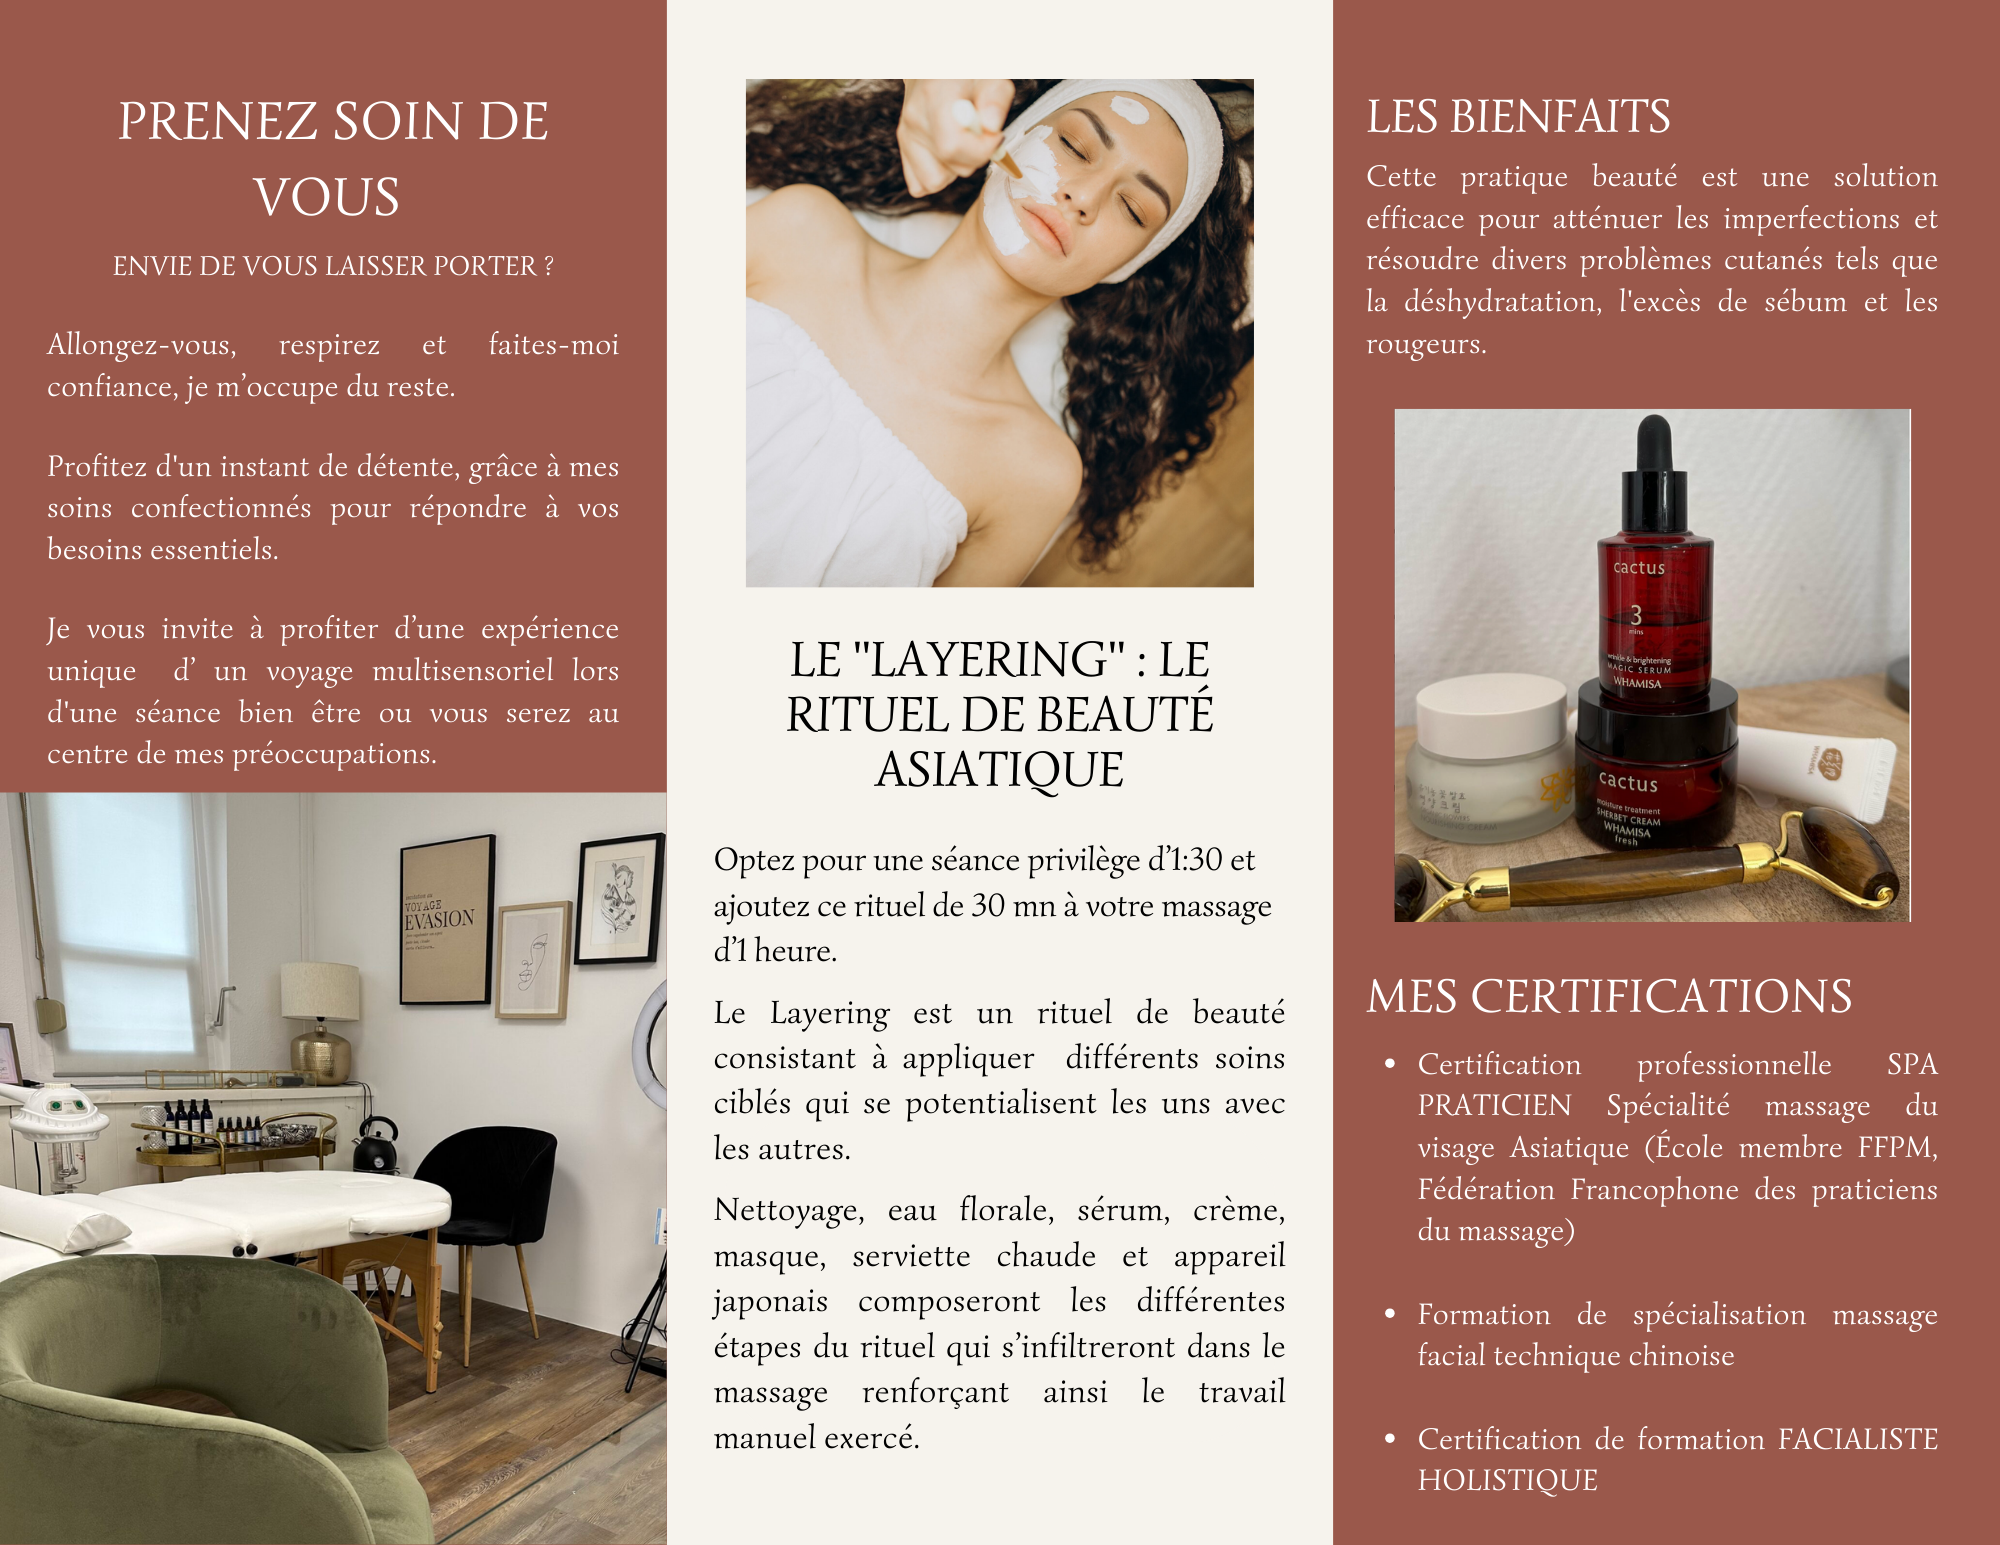 PRENEZ SOIN DE
VOUS
ENVIE DE VOUS LAISSER PORTER ?
Allongez-vous, respirez et faites-moi
confiance, je m’occupe du reste.
Profitez d'un instant de détente, grâce à mes
soins confectionnés pour répondre à vos
besoins essentiels.
Je vous invite à profiter d’une expérience
unique d’ un voyage multisensoriel lors
d'une séance bien être ou vous serez au
centre de mes préoccupations.
VOYAGE
EVASION
LE "LAYERING" : LE
RITUEL DE BEAUTÉ
ASIATIQUE
Optez pour une séance privilège d’1:30 et
ajoutez ce rituel de 30 mn à votre massage
d’1 heure.
Le Layering est un rituel de beauté
consistant à appliquer différents soins
ciblés qui se potentialisent les uns avec
les autres.
Nettoyage, eau florale, sérum, crème,
masque, serviette chaude et appareil
japonais composeront les différentes
étapes du rituel qui s’infiltreront dans le
massage renforçant ainsi le travail
manuel exercé.
LES BIENFAITS
Cette pratique beauté est une solution
efficace pour atténuer les imperfections et
résoudre divers problèmes cutanés tels que
la déshydratation, l'excès de sébum et les
rougeurs.
cactus
3
mins
wrinkle & brightening
MAGIC SERUM
WHAMISA
cactus
moisture treatment
SHERBET CREAM
WHAMISA
fresh
MES CERTIFICATIONS
• Certification professionnelle SPA
PRATICIEN Spécialité massage du
visage Asiatique (École membre FFPM,
Fédération Francophone des praticiens
du massage)
• Formation de spécialisation massage
facial technique chinoise
• Certification de formation FACIALISTE
HOLISTIQUE